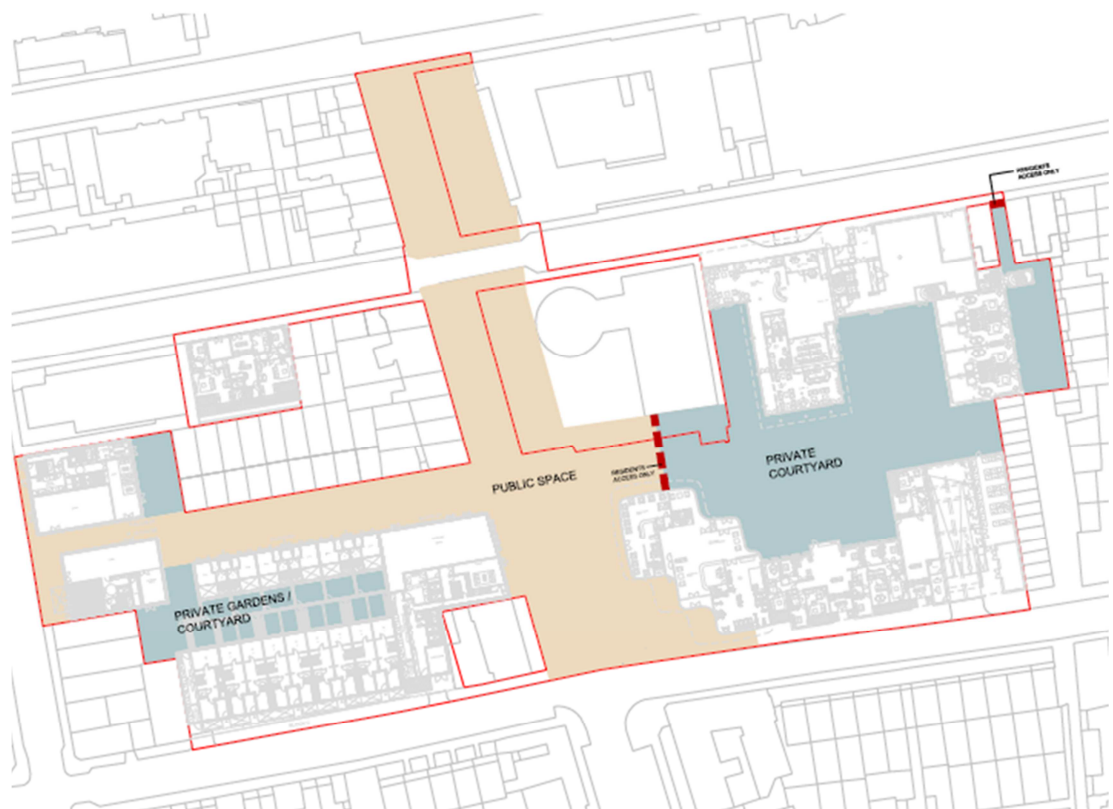 RESIDENTS
ACCESS ONLY
PUBLIC SPACE
RESIDENTS
ACCESS ONLY
PRIVATE
COURTYARD
PRIVATE GARDENS /
COURTYARD